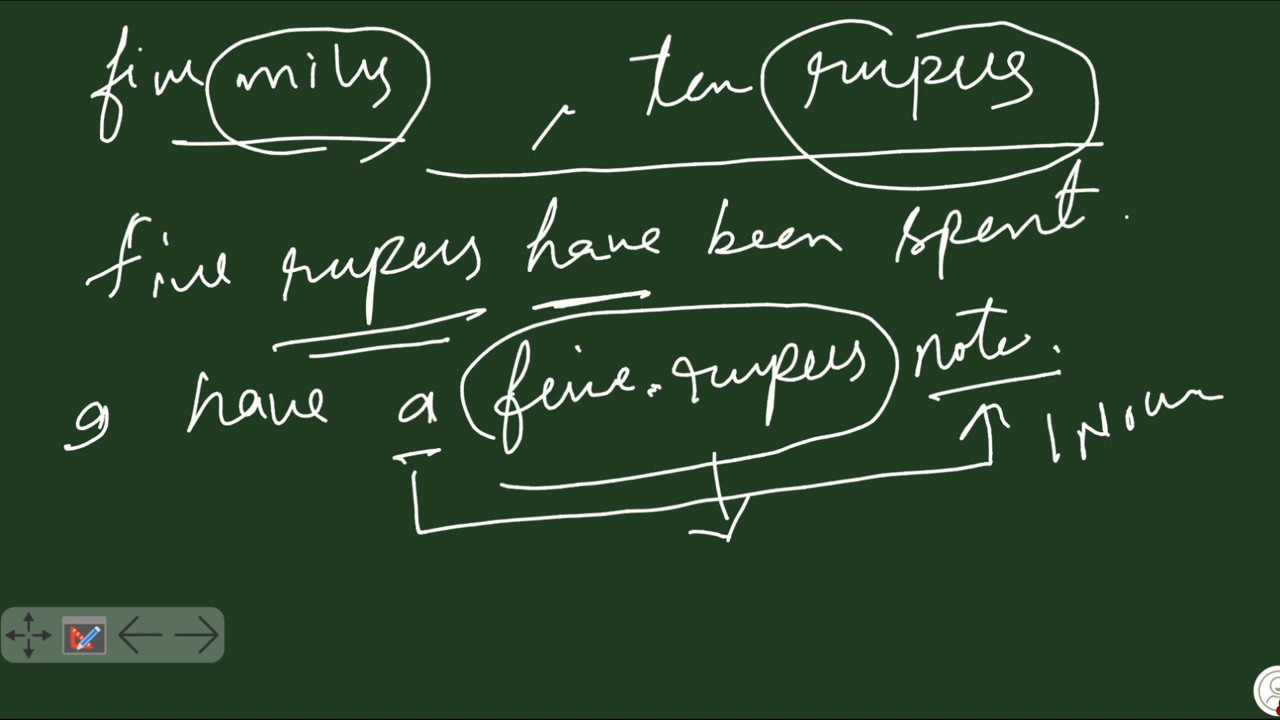 five miles , ten rupees
five rupees have been spent.
I have a five-rupees note.
1 Noun